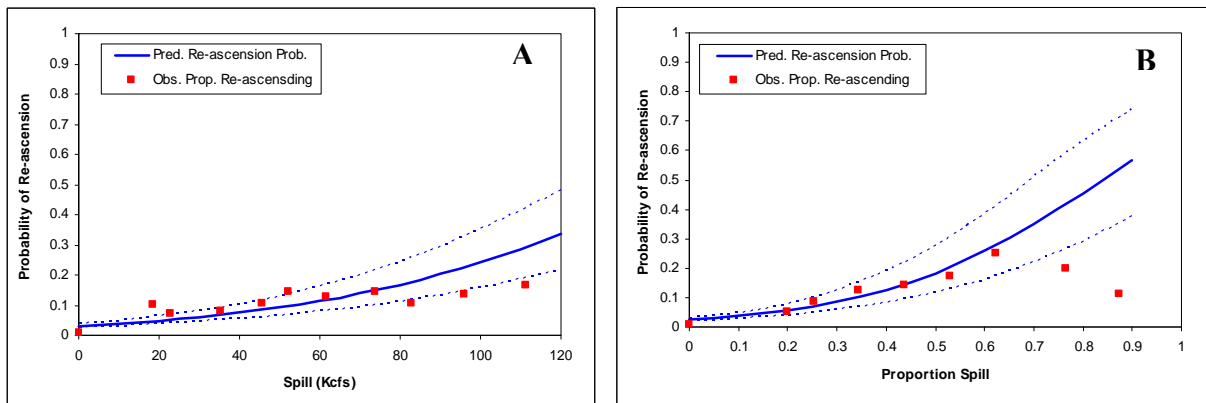 A
Pred. Re-ascension Prob.
Obs. Prop. Re-ascensding
Probability of Re-ascension
1
0.9
0.8
0.7
0.6
0.5
0.4
0.3
0.2
0.1
0
0 20 40 60 80 100 120
Spill (Kcfs)
B
Pred. Re-ascension Prob.
Obs. Prop. Re-ascending
Probability of Re-ascension
1
0.9
0.8
0.7
0.6
0.5
0.4
0.3
0.2
0.1
0
0 0.1 0.2 0.3 0.4 0.5 0.6 0.7 0.8 0.9 1
Proportion Spill